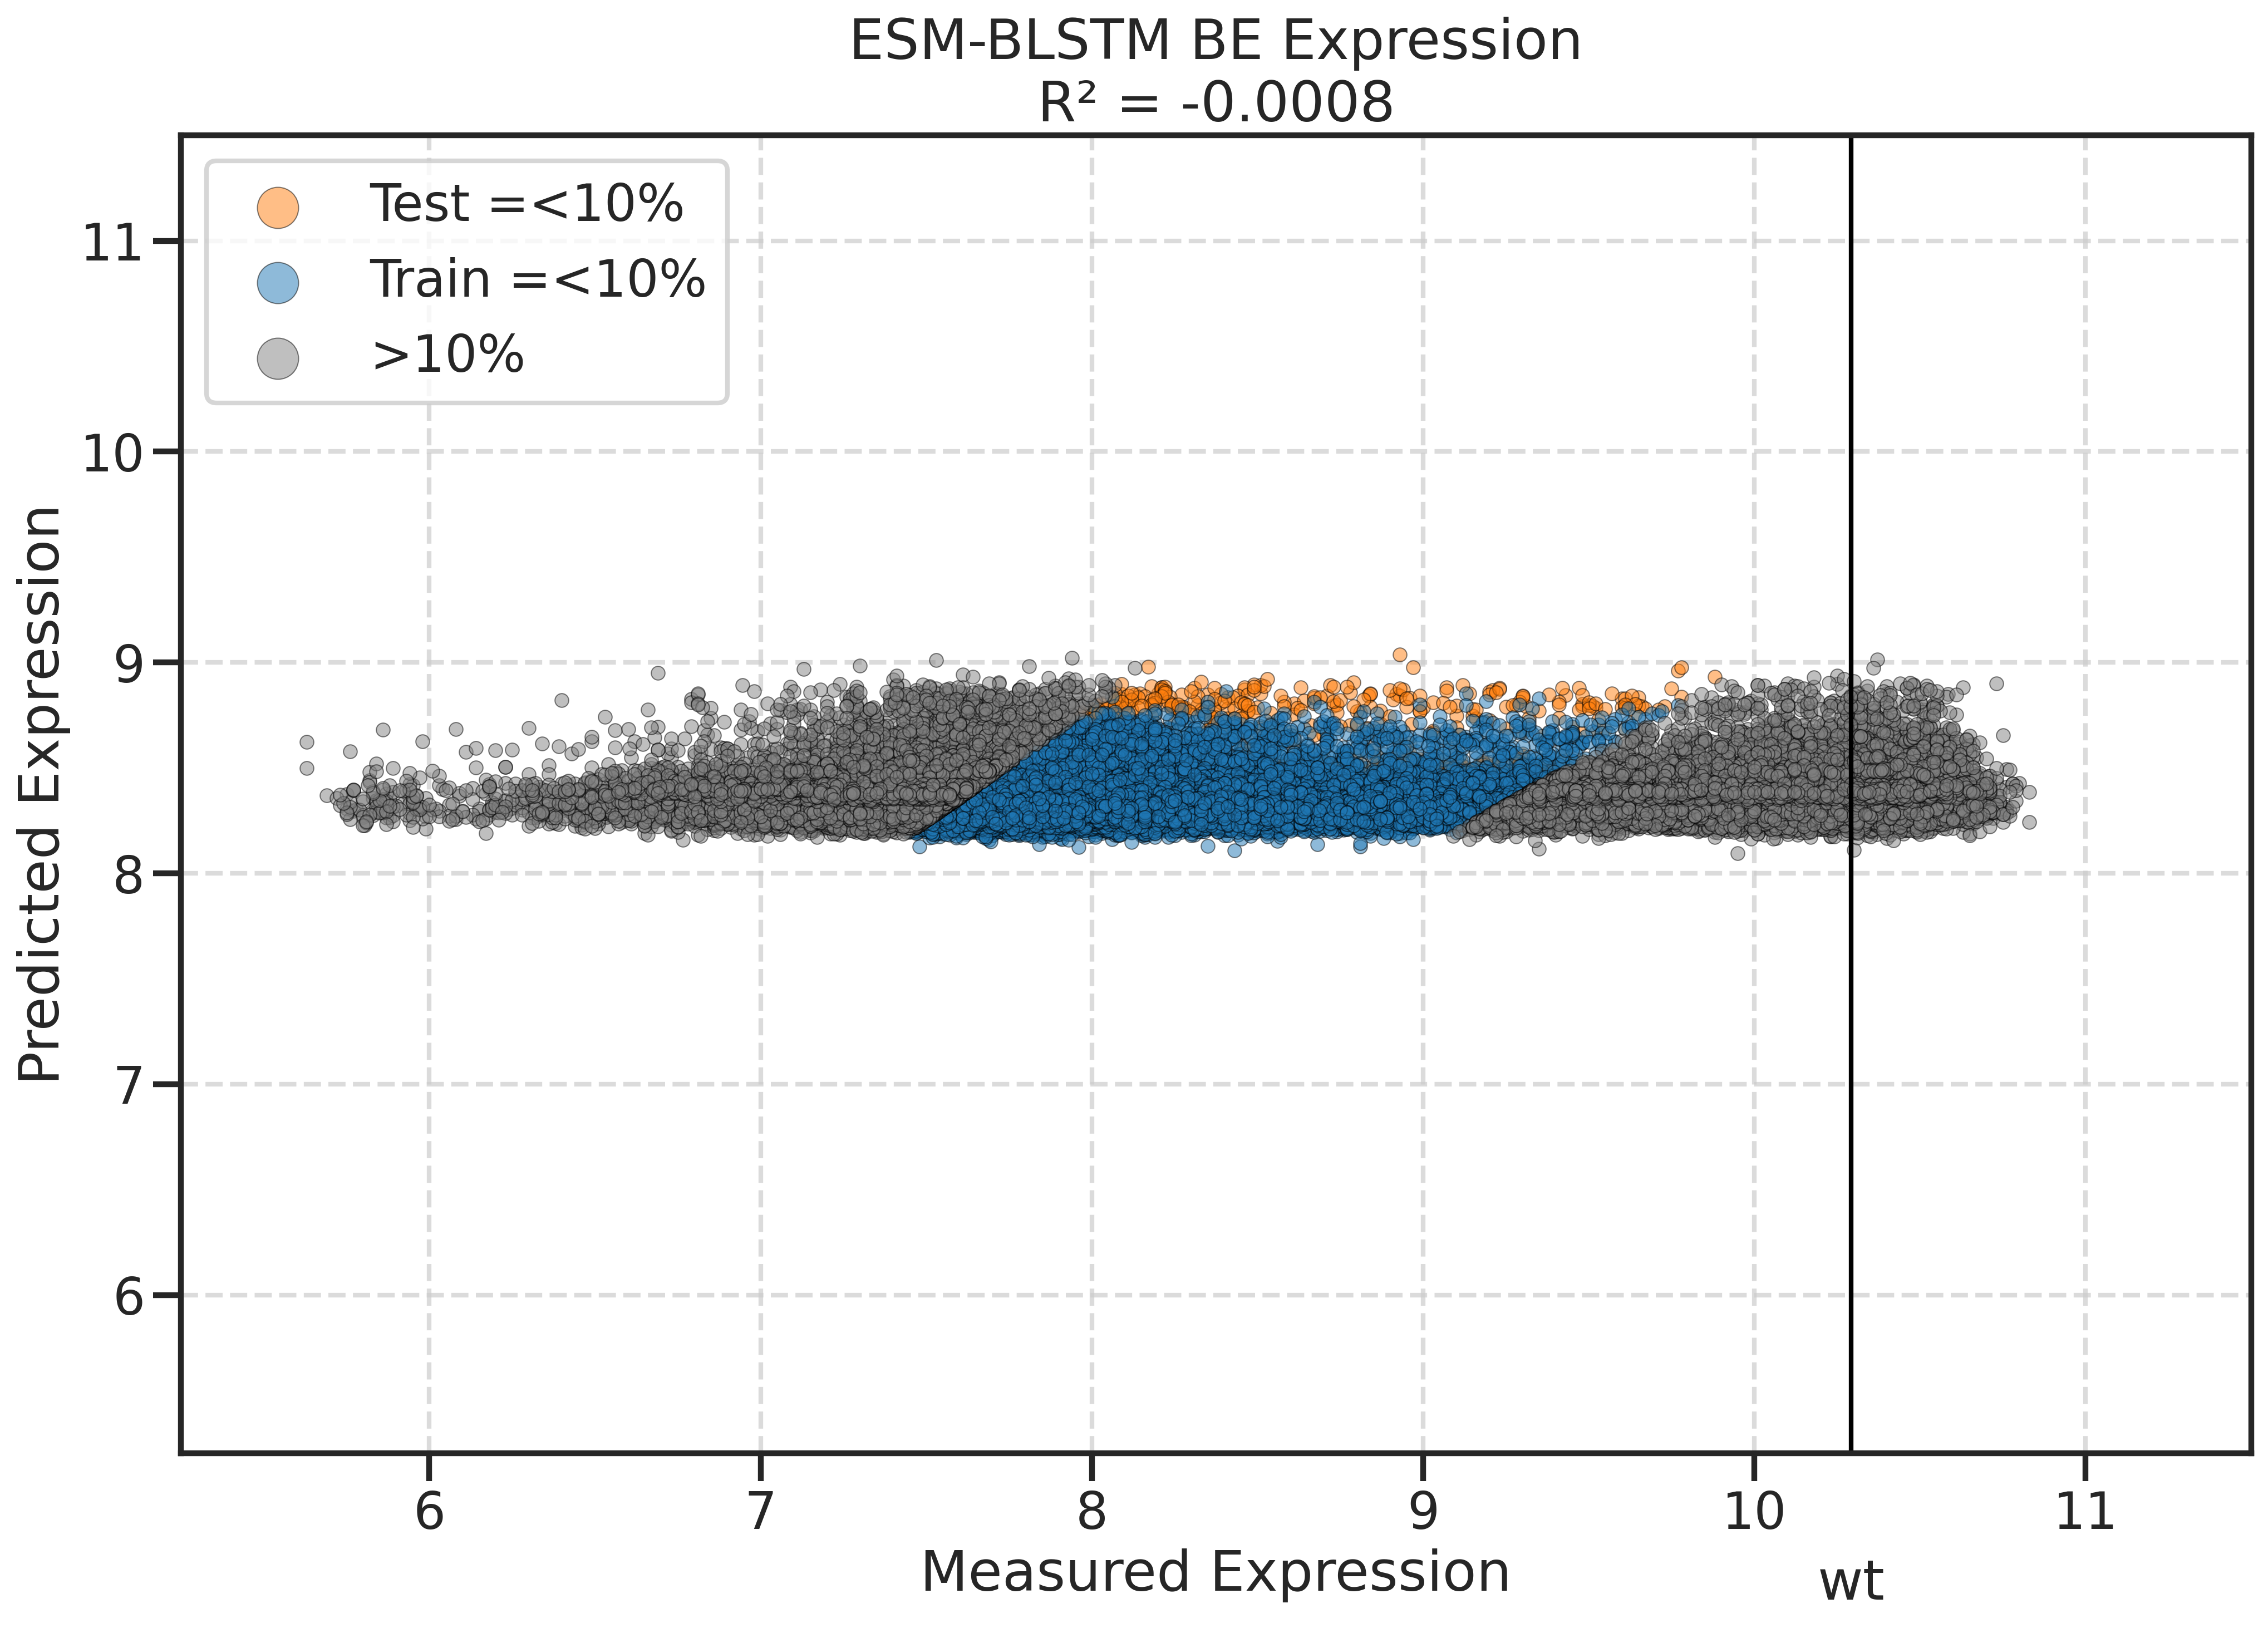 ESM-BLSTM BE Expression
R² = -0.0008
Test =<10%
Train =<10%
>10%
11
10
9
8
7
6
Predicted Expression
6 7 8 9 10 11
Measured Expression
wt